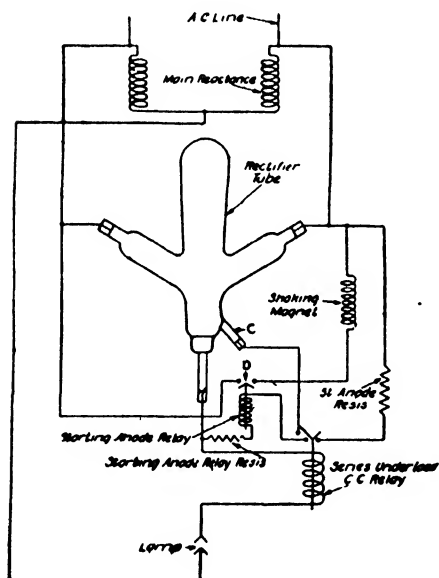 A C Line
Main Reactance
Rectifier
Tube
C
Shaking
Magnet
D
St Anode
Resis
Starting Anode Relay
Starting Anode Relay Resis
Series Underload
C C Relay
Lamp